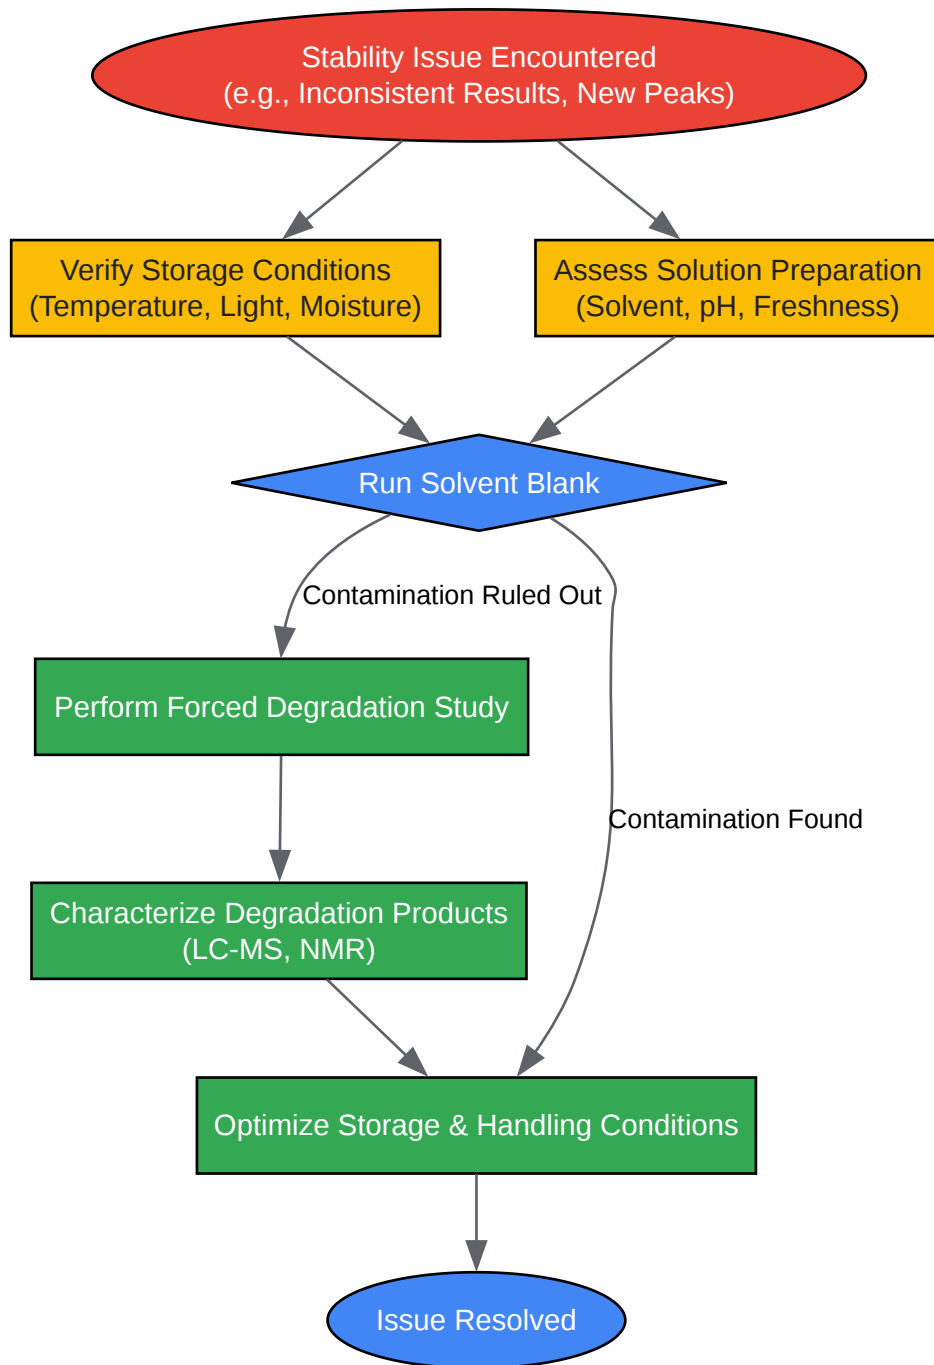 Stability Issue Encountered
(e.g., Inconsistent Results, New Peaks)
Verify Storage Conditions
(Temperature, Light, Moisture)
Assess Solution Preparation
(Solvent, pH, Freshness)
Run Solvent Blank
Contamination Ruled Out
Perform Forced Degradation Study
Contamination Found
Characterize Degradation Products
(LC-MS, NMR)
Optimize Storage & Handling Conditions
Issue Resolved